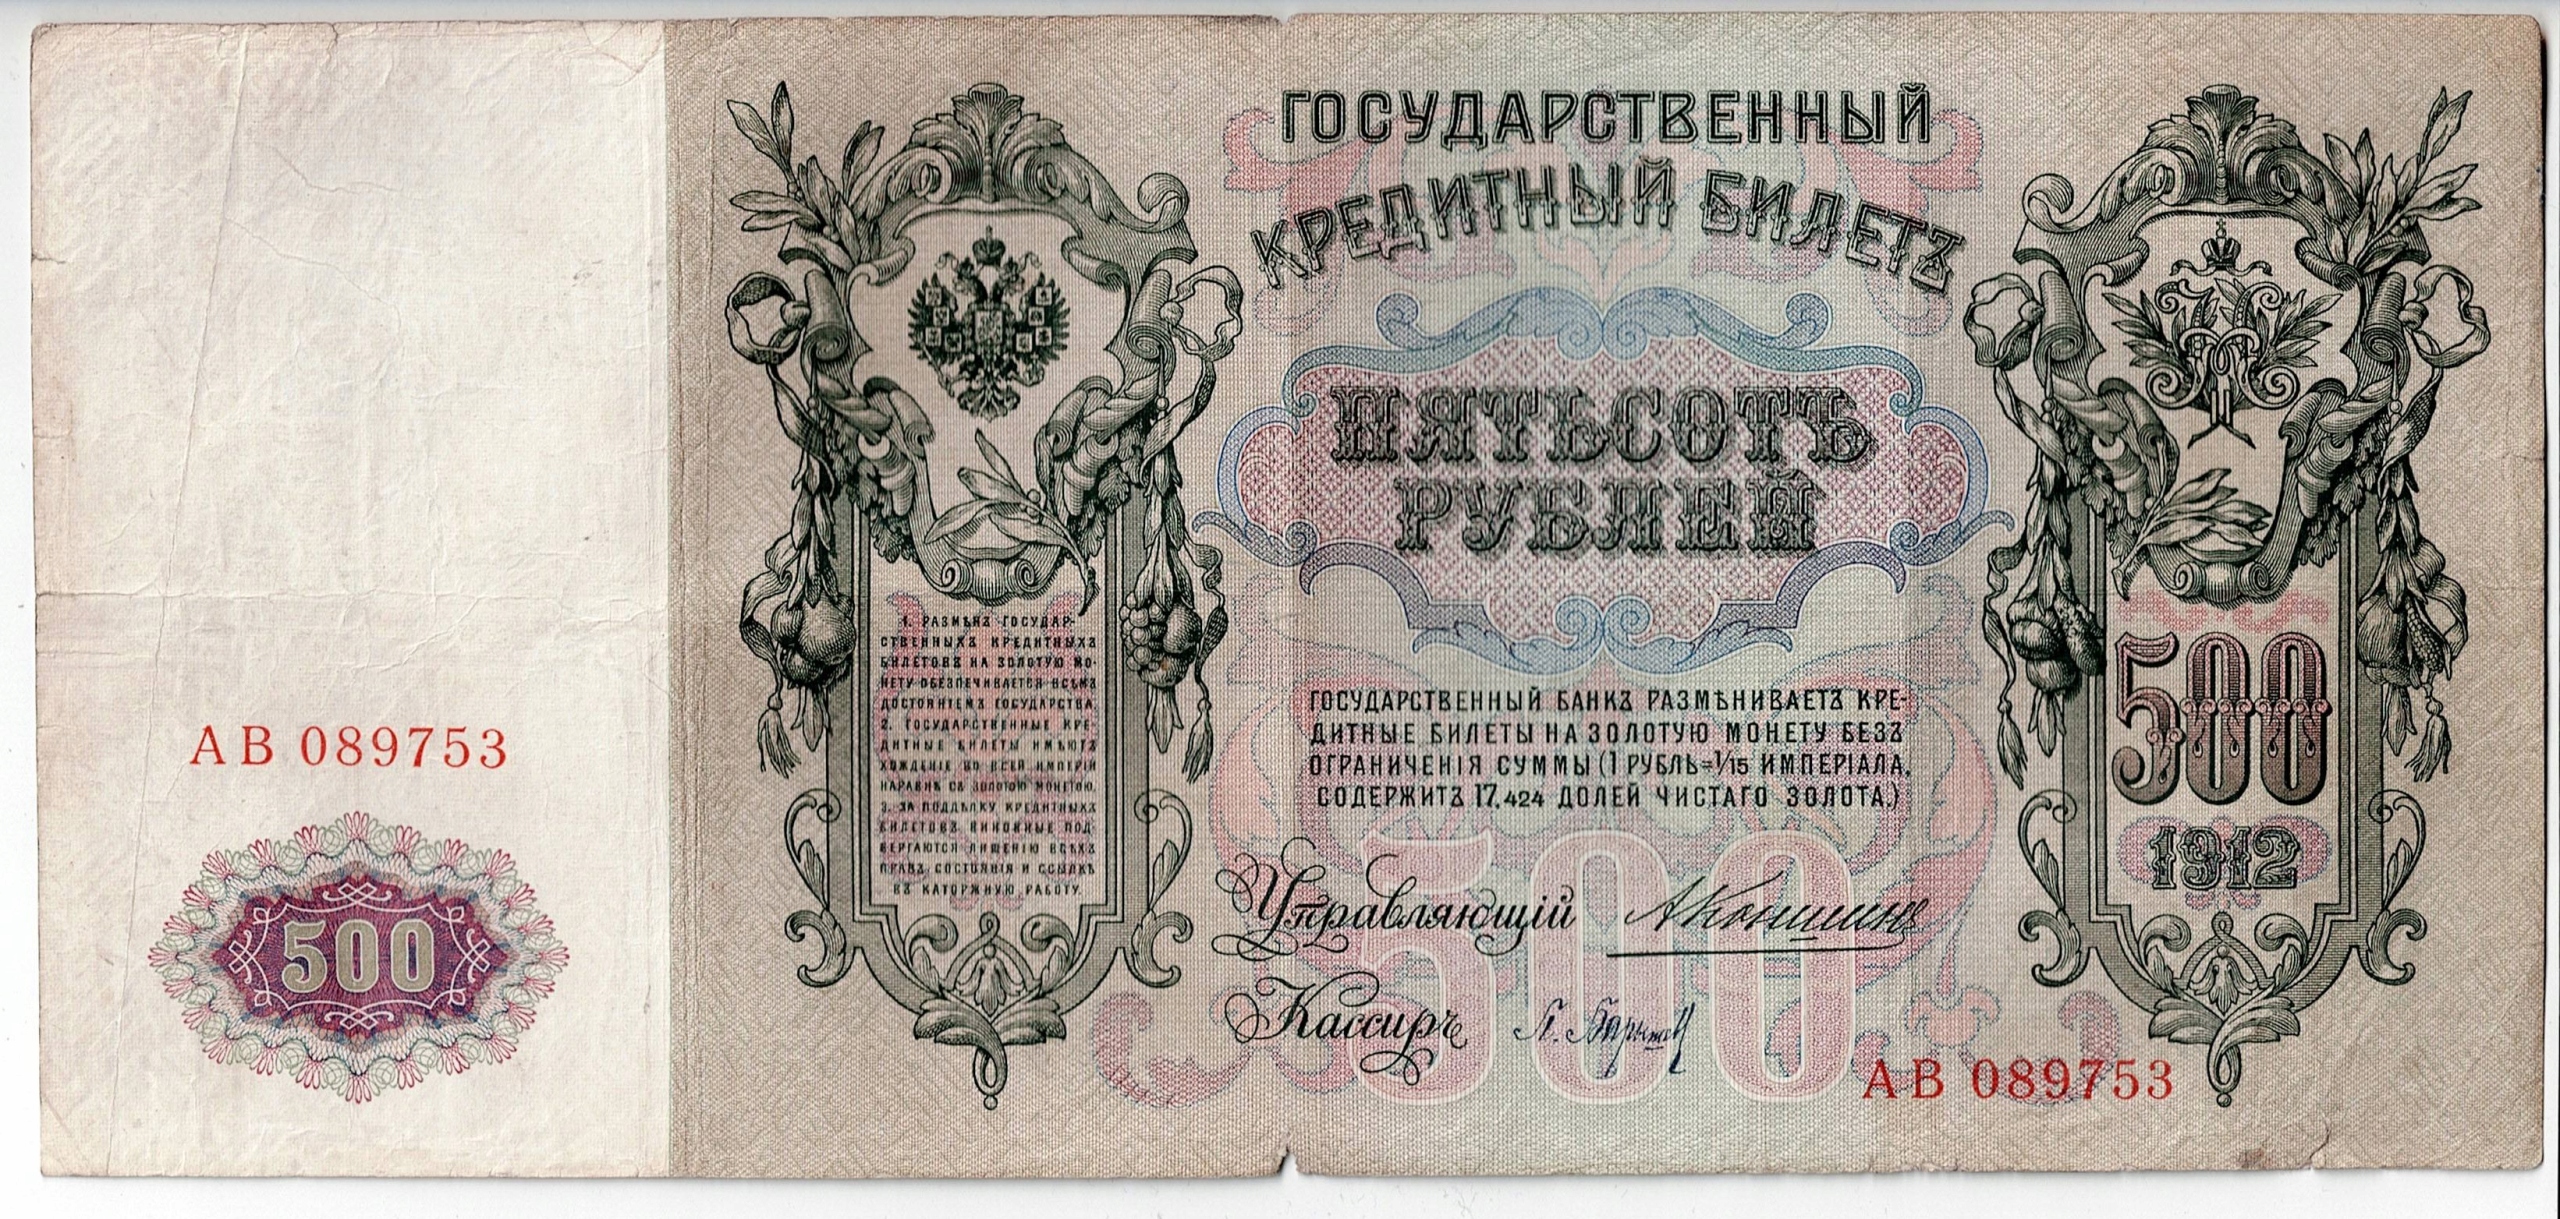 ГОСУДАРСТВЕННЫЙ
КРЕДИТНЫЙ БИЛЕТЪ
ПЯТЬСОТЪ
РУБЛЕЙ
1. РАЗМѢНЪ ГОСУДАР-
СТВЕННЫХЪ КРЕДИТНЫХЪ
БИЛЕТОВЪ НА ЗОЛОТУЮ МО-
НЕТУ ОБЕЗПЕЧИВАЕТСЯ ВСѢМЪ
ДОСТОЯНІЕМЪ ГОСУДАРСТВА.
2. ГОСУДАРСТВЕННЫЕ КРЕ-
ДИТНЫЕ БИЛЕТЫ ИМѢЮТЪ
ХОЖДЕНІЕ ВО ВСЕЙ ИМПЕРІИ
НАРАВНѢ СЪ ЗОЛОТОЮ МОНЕТОЮ.
3. ЗА ПОДДѢЛКУ КРЕДИТНЫХЪ
БИЛЕТОВЪ ВИНОВНЫЕ ПОД-
ВЕРГАЮТСЯ ЛИШЕНІЮ ВСѢХЪ
ПРАВЪ СОСТОЯНІЯ И ССЫЛКѢ
ВЪ КАТОРЖНУЮ РАБОТУ.
ГОСУДАРСТВЕННЫЙ БАНКЪ РАЗМѢНИВАЕТЪ КРЕ-
ДИТНЫЕ БИЛЕТЫ НА ЗОЛОТУЮ МОНЕТУ БЕЗЪ
ОГРАНИЧЕНІЯ СУММЫ (1 РУБЛЬ=1/15 ИМПЕРІАЛА,
СОДЕРЖИТЪ 17,424 ДОЛЕЙ ЧИСТАГО ЗОЛОТА.)
500
1912
500
Управляющій АКоншинъ
Кассиръ
АВ 089753
АВ 089753
500